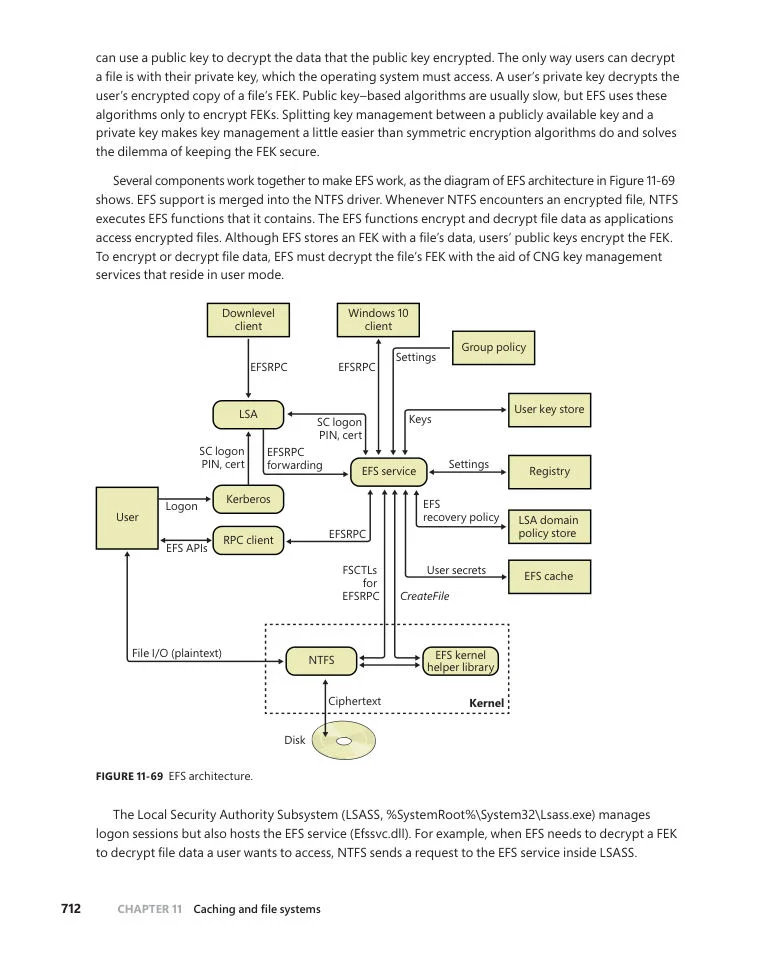 can use a public key to decrypt the data that the public key encrypted. The only way users can decrypt
a file is with their private key, which the operating system must access. A user’s private key decrypts the
user’s encrypted copy of a file’s FEK. Public key–based algorithms are usually slow, but EFS uses these
algorithms only to encrypt FEKs. Splitting key management between a publicly available key and a
private key makes key management a little easier than symmetric encryption algorithms do and solves
the dilemma of keeping the FEK secure.
Several components work together to make EFS work, as the diagram of EFS architecture in Figure 11-69
shows. EFS support is merged into the NTFS driver. Whenever NTFS encounters an encrypted file, NTFS
executes EFS functions that it contains. The EFS functions encrypt and decrypt file data as applications
access encrypted files. Although EFS stores an FEK with a file’s data, users’ public keys encrypt the FEK.
To encrypt or decrypt file data, EFS must decrypt the file’s FEK with the aid of CNG key management
services that reside in user mode.
Downlevel
client
Windows 10
client
Group policy
Settings
EFSRPC
EFSRPC
User key store
LSA
SC logon
PIN, cert
Keys
SC logon
PIN, cert
EFSRPC
forwarding
EFS service
Settings
Registry
User
Logon
Kerberos
EFS
recovery policy
LSA domain
policy store
EFS APIs
RPC client
EFSRPC
FSCTLs
for
EFSRPC
User secrets
EFS cache
CreateFile
File I/O (plaintext)
NTFS
EFS kernel
helper library
Ciphertext
Kernel
Disk
FIGURE 11-69 EFS architecture.
The Local Security Authority Subsystem (LSASS, %SystemRoot%\System32\Lsass.exe) manages
logon sessions but also hosts the EFS service (Efssvc.dll). For example, when EFS needs to decrypt a FEK
to decrypt file data a user wants to access, NTFS sends a request to the EFS service inside LSASS.
712 CHAPTER 11 Caching and file systems